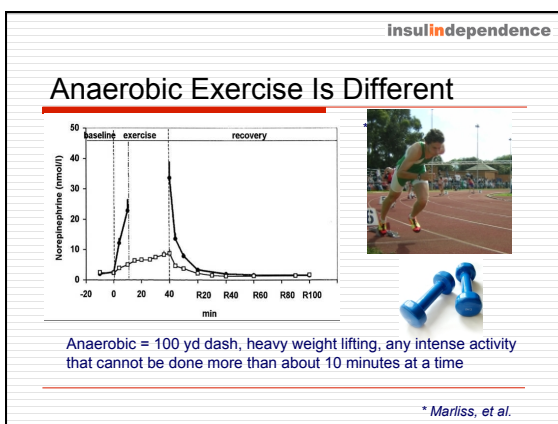 insulindependence
Anaerobic Exercise Is Different
50
40
30
20
10
0
Norepinephrine (nmol/l)
baseline exercise recovery
-20 0 20 40 R20 R40 R60 R80 R100
min
*
6
Anaerobic = 100 yd dash, heavy weight lifting, any intense activity
that cannot be done more than about 10 minutes at a time
* Marliss, et al.